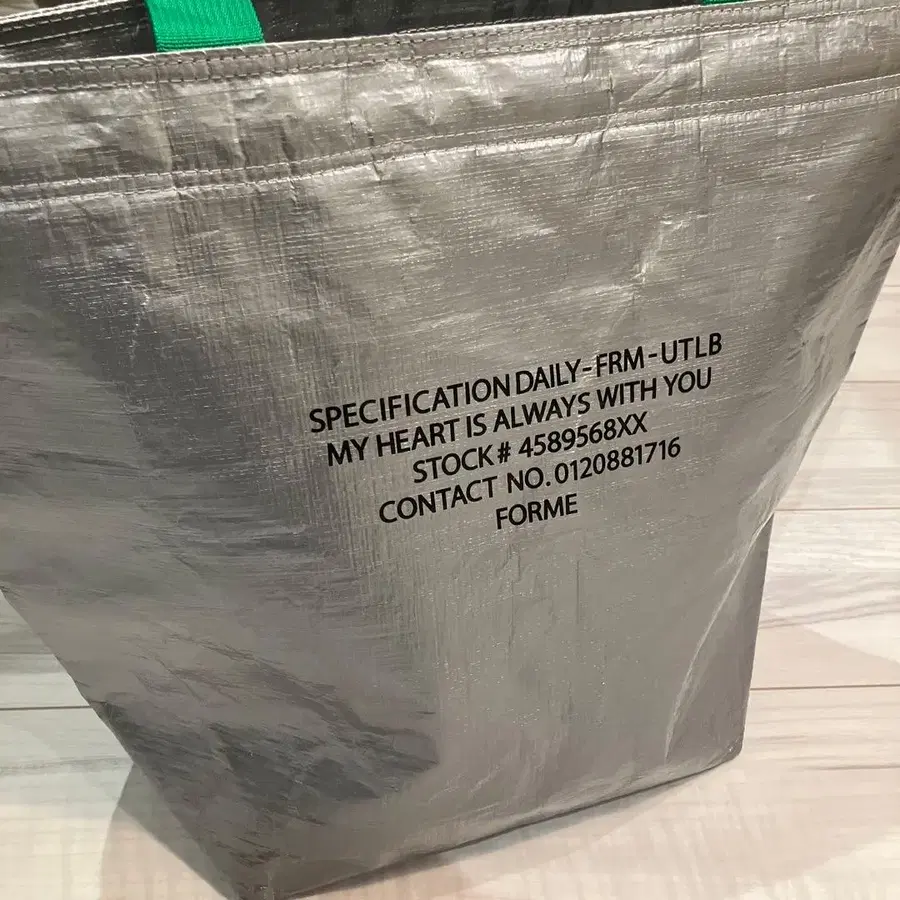 SPECIFICATION DAILY-FRM-UTLB
MY HEART IS ALWAYS WITH YOU
STOCK# 4589568XX
CONTACT NO. 0120881716
FORME